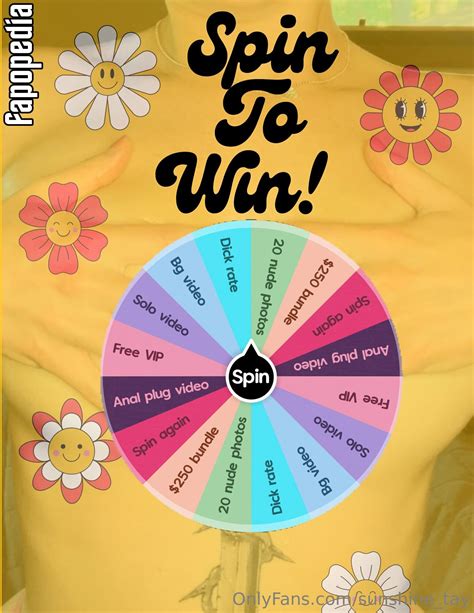 Fapopedia
Spin
To
Win!
20 nude photos
$250 bundle
Spin again
Anal plug video
Free VIP
Solo video
Bg video
Dick rate
20 nude photos
$250 bundle
Spin again
Anal plug video
Free VIP
Solo video
Bg video
Dick rate
Spin